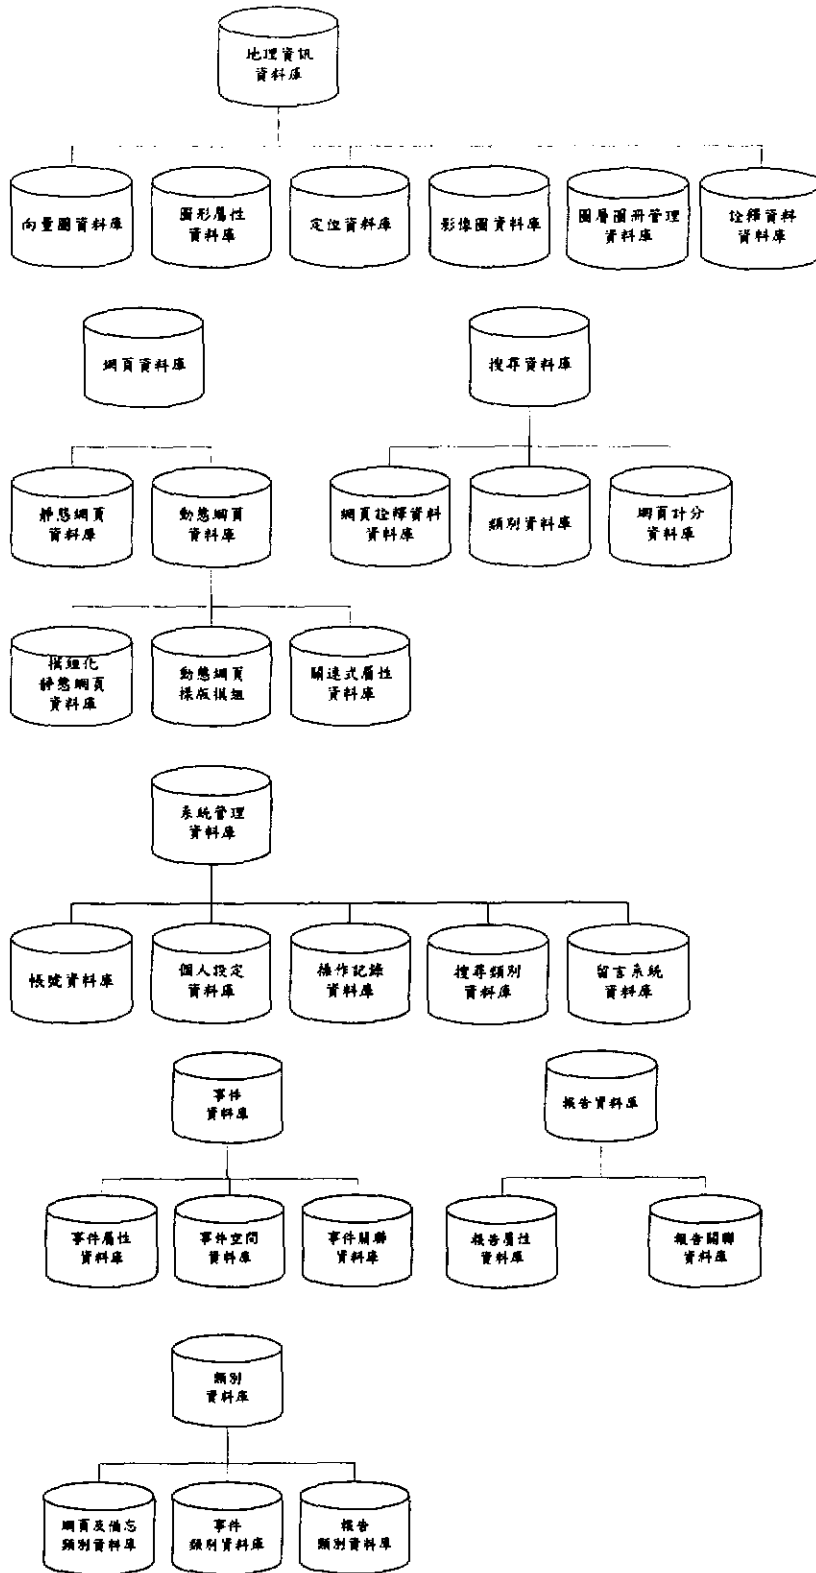 地理資訊
資料庫
向量圖資料庫
圖形屬性
資料庫
定位資料庫
影像圖資料庫
圖層圖冊管理
資料庫
詮釋資料
資料庫
網頁資料庫
搜尋資料庫
靜態網頁
資料庫
動態網頁
資料庫
網頁詮釋資料
資料庫
類別資料庫
網頁計分
資料庫
模組化
靜態網頁
資料庫
動態網頁
樣版模組
關連式屬性
資料庫
系統管理
資料庫
帳號資料庫
個人設定
資料庫
操作記錄
資料庫
搜尋類別
資料庫
留言系統
資料庫
事件
資料庫
報告資料庫
事件屬性
資料庫
事件空間
資料庫
事件關聯
資料庫
報告屬性
資料庫
報告關聯
資料庫
類別
資料庫
網頁及備忘
類別資料庫
事件
類別資料庫
報告
類別資料庫